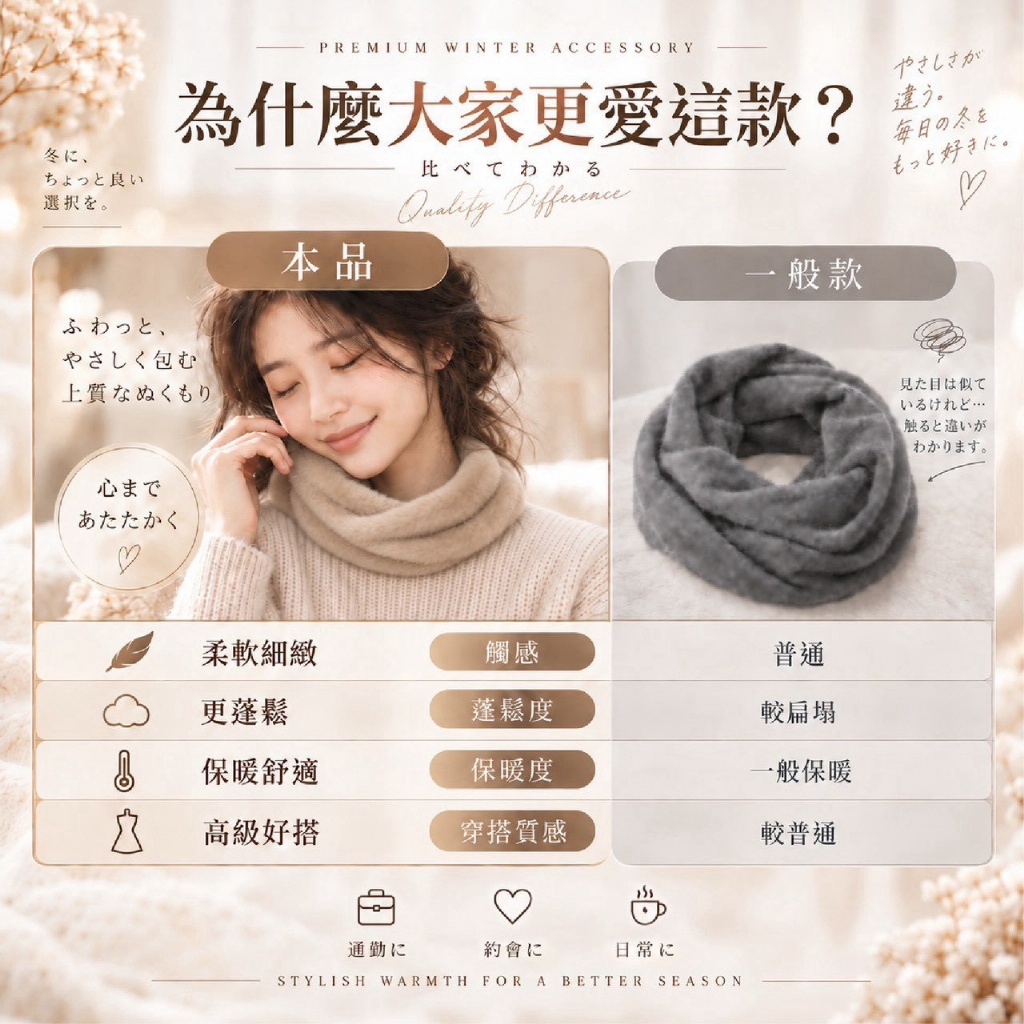 PREMIUM WINTER ACCESSORY
為什麼大家更愛這款？
比べてわかる
Quality Difference
冬に、
ちょっと良い
選択を。
やさしさが
違う。
毎日の冬を
もっと好きに。
本品
一般款
ふわっと、
やさしく包む
上質なぬくもり
心まで
あたたかく
見た目は似て
いるけれど…
触ると違いが
わかります。
柔軟細緻 觸感 普通
更蓬鬆 蓬鬆度 較扁塌
保暖舒適 保暖度 一般保暖
高級好搭 穿搭質感 較普通
通勤に 約會に 日常に
STYLISH WARMTH FOR A BETTER SEASON